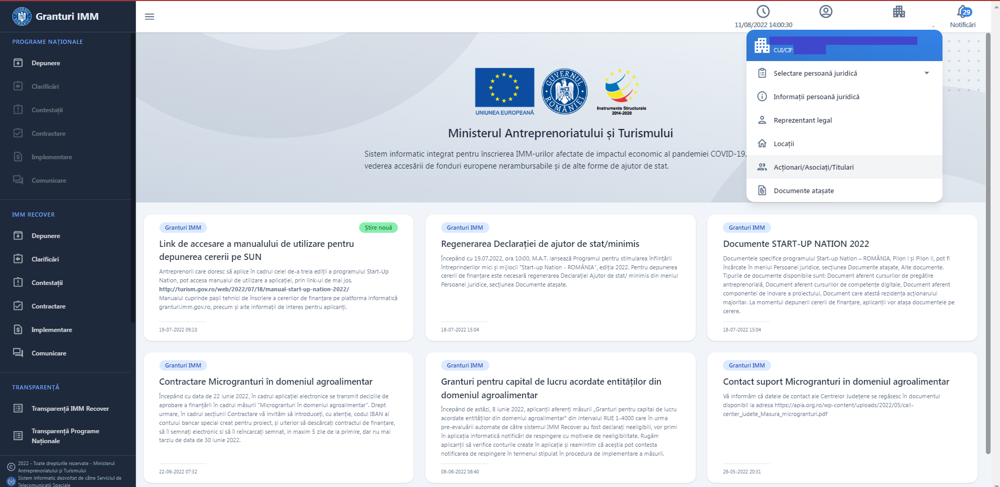 Granturi IMM
PROGRAME NAȚIONALE
Depunere
Clarificări
Contestații
Contractare
Implementare
Comunicare
IMM RECOVER
Depunere
Clarificări
Contestații
Contractare
Implementare
Comunicare
TRANSPARENȚĂ
Transparență IMM Recover
Transparență Programe
Naționale
2022 - Toate drepturile rezervate - Ministerul
Antreprenoriatului și Turismului
Sistem informatic dezvoltat de către Serviciul de
Telecomunicații Speciale
11/08/2022 14:00:30
..
29
Notificări
CUI/CIF:
Selectare persoană juridică
Informații persoană juridică
Reprezentant legal
Locații
Acționari/Asociați/Titulari
Documente atașate
UNIUNEA EUROPEANĂ
GUVERNUL ROMÂNIEI
Instrumente Structurale
2014-2020
Ministerul Antreprenoriatului și Turismului
Sistem informatic integrat pentru înscrierea IMM-urilor afectate de impactul economic al pandemiei COVID-19,
vederea accesării de fonduri europene nerambursabile și de alte forme de ajutor de stat.
Granturi IMM
Știre nouă
Link de accesare a manualului de utilizare pentru
depunerea cererii pe SUN
Antreprenorii care doresc să aplice în cadrul celei de-a treia ediții a programului Start-Up
Nation, pot accesa manualul de utilizare a aplicației, prin link-ul de mai jos.
http://turism.gov.ro/web/2022/07/18/manual-start-up-nation-2022/
Manualul cuprinde pașii tehnici de înscriere a cererilor de finanțare pe platforma informatică
granturi.imm.gov.ro, precum și alte informații de interes pentru aplicanți.
19-07-2022 09:10
Granturi IMM
Regenerarea Declarației de ajutor de stat/minimis
Începând cu 19.07.2022, ora 10:00, M.A.T. lansează Programul pentru stimularea înființării
întreprinderilor mici și mijlocii "Start-up Nation - ROMÂNIA", ediția 2022. Pentru depunerea
cererii de finanțare este necesară regenerarea Declarației Ajutor de stat/ minimis din meniul
Persoanei juridice, secțiunea Documente atașate.
18-07-2022 15:04
Granturi IMM
Documente START-UP NATION 2022
Documentele specifice programului Start-up Nation – ROMÂNIA, Pilon I și Pilon II, pot fi
încărcate în meniul Persoanei juridice, secțiunea Documente atașate, Alte documente.
Tipurile de documente disponibile sunt: Document aferent cursurilor de pregătire
antreprenorială, Document aferent cursurilor de competențe digitale, Document aferent
componentei de inovare a proiectului, Document care atestă rezidența acționarului
majoritar. La momentul depunerii cererii de finanțare, aplicanții vor atașa documentele pe
cerere.
18-07-2022 15:04
Granturi IMM
Contractare Microgranturi în domeniul agroalimentar
Începând cu data de 22 iunie 2022, în cadrul aplicației electronice se transmit deciziile de
aprobare a finanțării în cadrul măsurii "Microgranturi în domeniul agroalimentar". Drept
urmare, în cadrul secțiunii Contractare vă invităm să introduceți, cu atenție, codul IBAN al
contului bancar special creat pentru proiect, și ulterior să descărcați contractul de finanțare,
să îl semnați electronic si să îl reîncarcați semnat, in maxim 5 zile de la primire, dar nu mai
tarziu de data de 30 iunie 2022.
22-06-2022 07:32
Granturi IMM
Granturi pentru capital de lucru acordate entităților din
domeniul agroalimentar
Începând de astăzi, 8 iunie 2022, aplicanții aferenți măsurii „Granturi pentru capital de lucru
acordate entităților din domeniul agroalimentar" din intervalul RUE 1-4000 care în urma
pre-evaluării automate de către sistemul IMM Recover au fost declarați neeligibili, vor primi
în aplicația informatică notificări de respingere cu motivele de neeligibilitate. Rugăm
aplicanții să verifice conturile create în aplicație și reamintim că aceștia pot contesta
notificarea de respingere în termenul stipulat în procedura de implementare a măsurii.
08-06-2022 06:40
Granturi IMM
Contact suport Microgranturi in domeniul agroalimentar
Vă informăm că datele de contact ale Centrelor Județene se regăsesc în documentul
disponibil la adresa https://apia.org.ro/wp-content/uploads/2022/05/call-
center_judete_Masura_microgranturi.pdf
26-05-2022 20:31